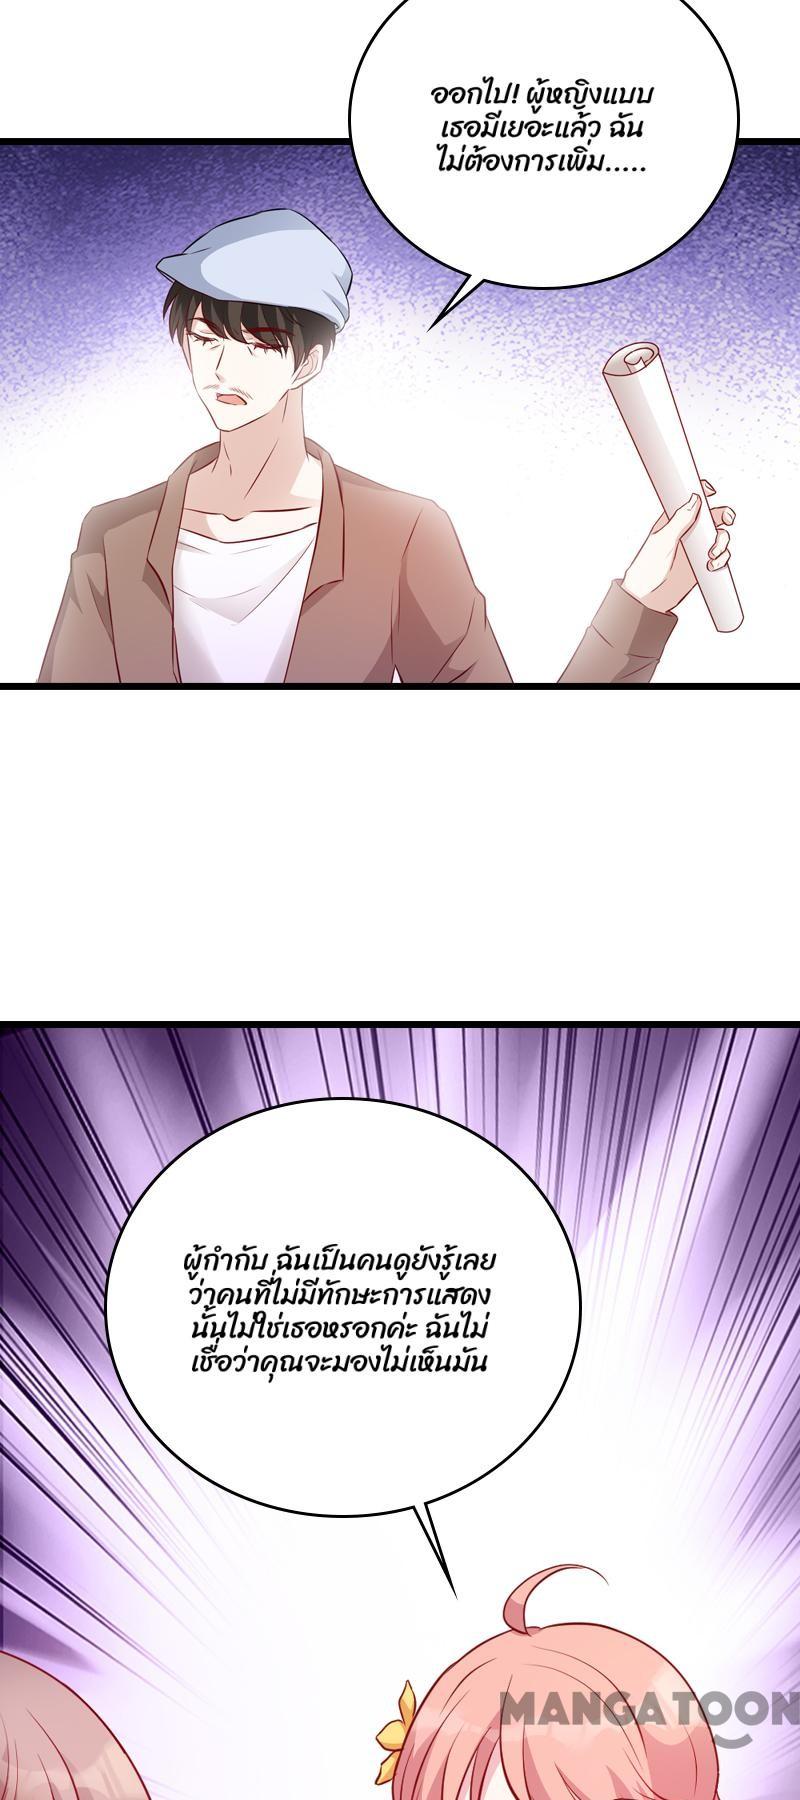 ออกไป! ผู้หญิงแบบ
เธอมีเยอะแล้ว ฉัน
ไม่ต้องการเพิ่ม.....
ผู้กำกับ ฉันเป็นคนดูยังรู้เลย
ว่าคนที่ไม่มีทักษะการแสดง
นั้นไม่ใช่เธอหรอกค่ะ ฉันไม่
เชื่อว่าคุณจะมองไม่เห็นมัน
MANGATOON